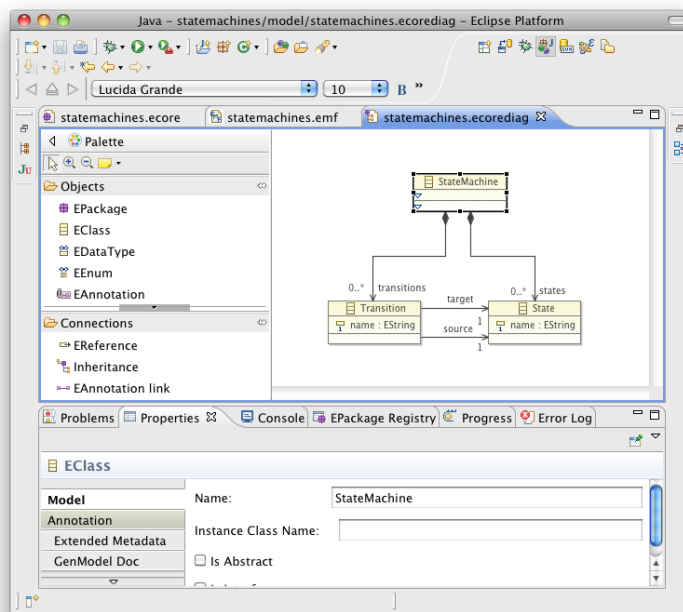 Java – statemachines/model/statemachines.ecorediag – Eclipse Platform
Lucida Grande 10 B »
statemachines.ecore statemachines.emf statemachines.ecorediag
Palette
Objects
EPackage
EClass
EDataType
EEnum
EAnnotation
Connections
EReference
Inheritance
EAnnotation link
StateMachine
0..* transitions 0..* states
Transition target State
name : EString 1 name : EString
source
1
Ju
Problems Properties Console EPackage Registry Progress Error Log
EClass
Model
Annotation
Extended Metadata
GenModel Doc
Name: StateMachine
Instance Class Name:
Is Abstract